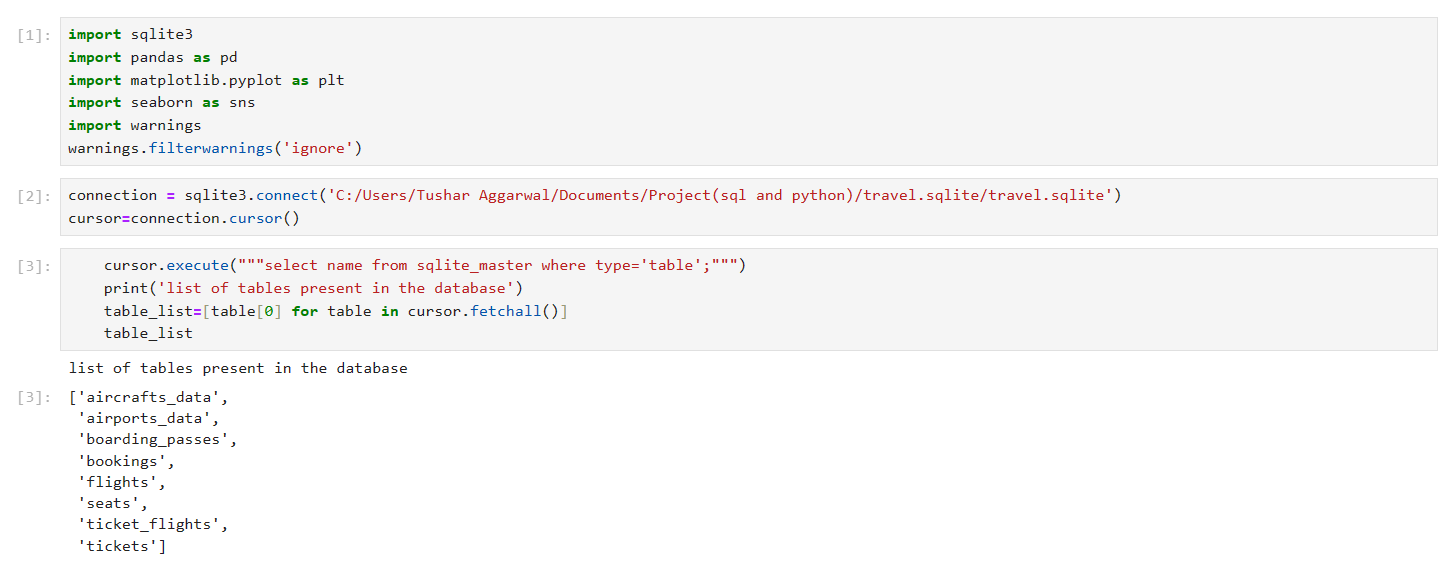 [1]:
import sqlite3
import pandas as pd
import matplotlib.pyplot as plt
import seaborn as sns
import warnings
warnings.filterwarnings('ignore')
[2]:
connection = sqlite3.connect('C:/Users/Tushar Aggarwal/Documents/Project(sql and python)/travel.sqlite/travel.sqlite')
cursor=connection.cursor()
[3]:
    cursor.execute("""select name from sqlite_master where type='table';""")
    print('list of tables present in the database')
    table_list=[table[0] for table in cursor.fetchall()]
    table_list
list of tables present in the database
[3]:
['aircrafts_data',
 'airports_data',
 'boarding_passes',
 'bookings',
 'flights',
 'seats',
 'ticket_flights',
 'tickets']